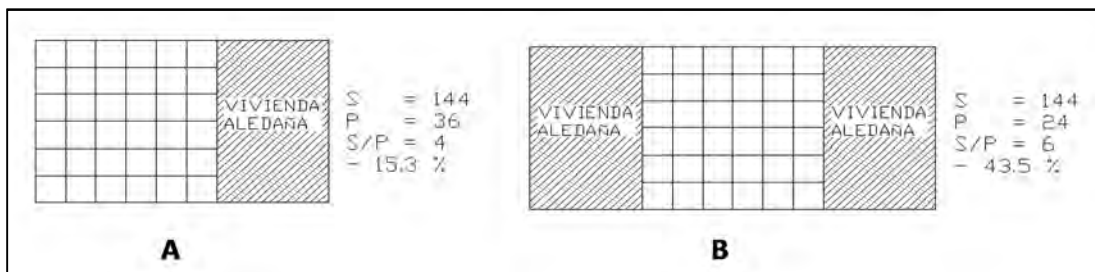 VIVIENDA
ALEDAÑA
S = 144
P = 36
S/P = 4
- 15.3 %
A
VIVIENDA
ALEDAÑA
VIVIENDA
ALEDAÑA
S = 144
P = 24
S/P = 6
- 43.5 %
B